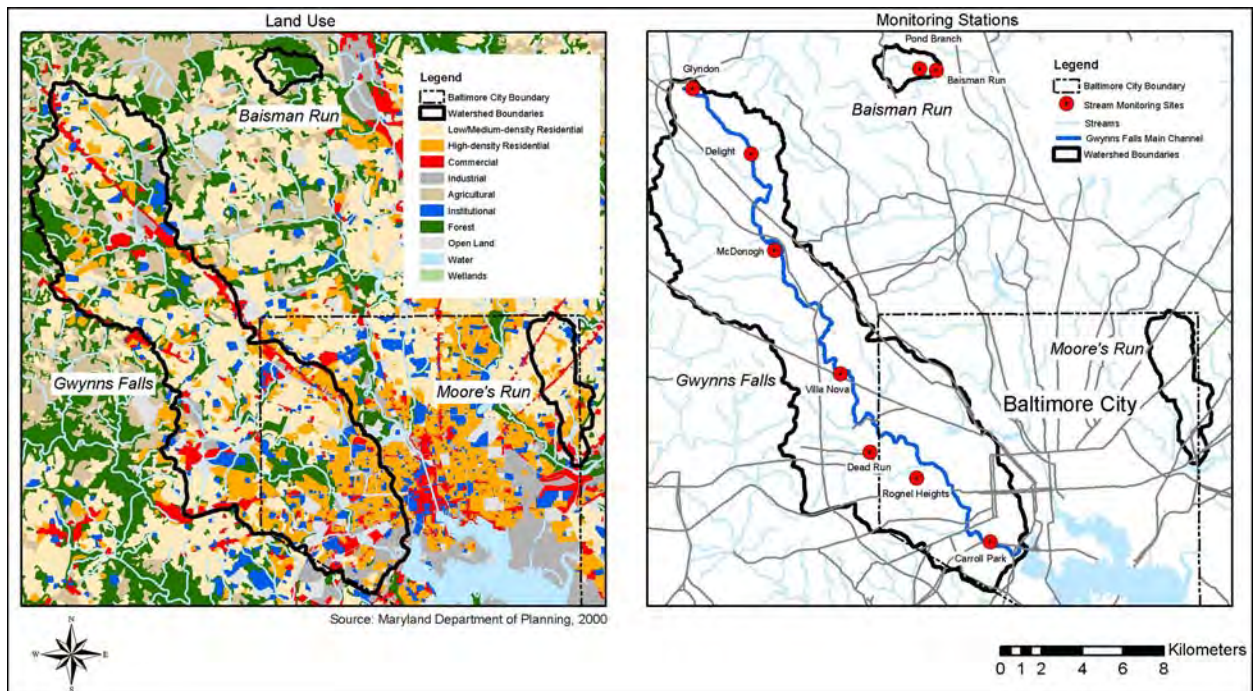 Land Use
Baisman Run
Legend
Baltimore City Boundary
Watershed Boundaries
Low/Medium-density Residential
High-density Residential
Commercial
Industrial
Agricultural
Institutional
Forest
Open Land
Water
Wetlands
Gwynns Falls
Moore's Run
Source: Maryland Department of Planning, 2000
N
W E
S
Monitoring Stations
Pond Branch
Glyndon
Baisman Run
Baisman Run
Legend
Baltimore City Boundary
Stream Monitoring Sites
Streams
Gwynns Falls Main Channel
Watershed Boundaries
Delight
McDonogh
Moore's Run
Gwynns Falls
Villa Nova
Baltimore City
Dead Run
Rognel Heights
Carroll Park
Kilometers
0 1 2 4 6 8